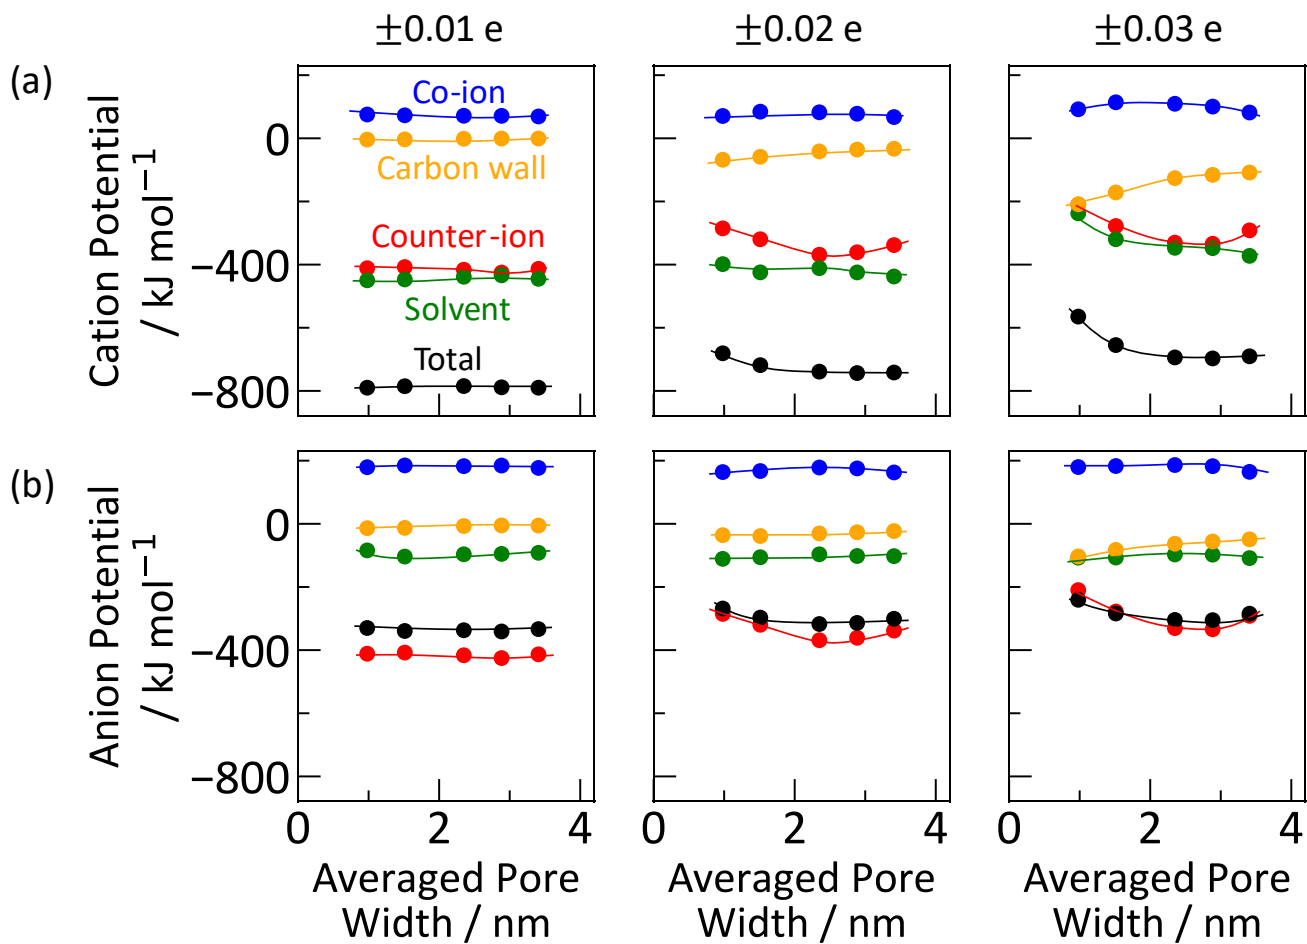 ±0.01 e ±0.02 e ±0.03 e
(a)
Cation Potential
/ kJ mol⁻¹
0
−400
−800
Co-ion
Carbon wall
Counter-ion
Solvent
Total
(b)
Anion Potential
/ kJ mol⁻¹
0
−400
−800
0 2 4 0 2 4 0 2 4
Averaged Pore Averaged Pore Averaged Pore
Width / nm Width / nm Width / nm